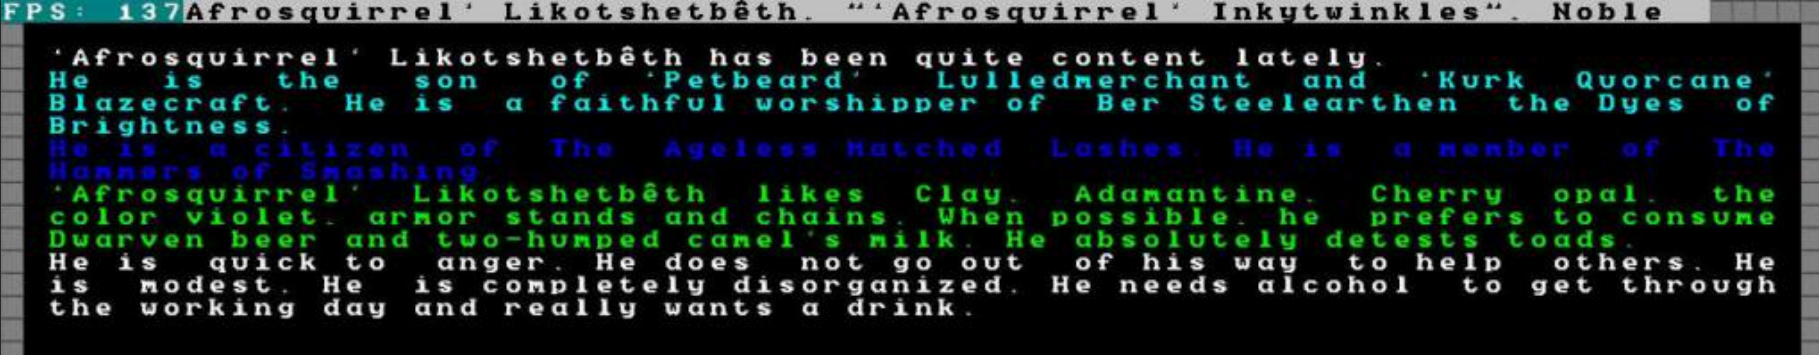 FPS: 137Afrosquirrel' Likotshetbêth. "`'Afrosquirrel' Inkytwinkles". Noble
'Afrosquirrel' Likotshetbêth has been quite content lately.
He is the son of 'Petbeard' Lulledmerchant and 'Kurk Quorcane'
Blazecraft. He is a faithful worshipper of Ber Steelearthen the Dyes of
Brightness.
He is a citizen of The Ageless Matched Lashes. He is a member of The
Hammers of Smashing
'Afrosquirrel' Likotshetbêth likes Clay. Adamantine. Cherry opal. the
color violet. armor stands and chains. When possible. he prefers to consume
Dwarven beer and two-humped camel's milk. He absolutely detests toads.
He is quick to anger. He does not go out of his way to help others. He
is modest. He is completely disorganized. He needs alcohol to get through
the working day and really wants a drink.